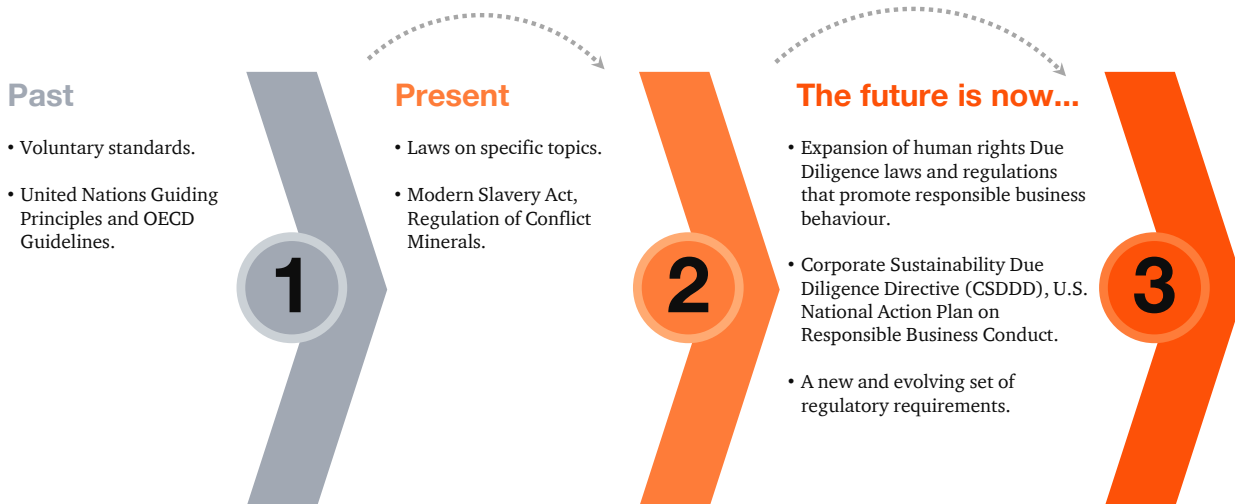 Past
• Voluntary standards.
• United Nations Guiding
Principles and OECD
Guidelines.
1
Present
• Laws on specific topics.
• Modern Slavery Act,
Regulation of Conflict
Minerals.
2
The future is now...
• Expansion of human rights Due
Diligence laws and regulations
that promote responsible business
behaviour.
• Corporate Sustainability Due
Diligence Directive (CSDDD), U.S.
National Action Plan on
Responsible Business Conduct.
• A new and evolving set of
regulatory requirements.
3